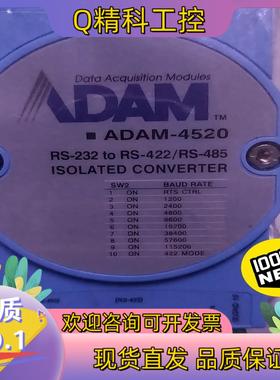 Q精科工控
Data Acquisition Modules
ADAM™
■ ADAM-4520
RS-232 to RS-422/RS-485
ISOLATED CONVERTER
SW2 BAUD RATE
1 ON RTS CTRL
2 ON 1200
3 ON 2400
4 ON 4800
5 ON 9600
6 ON 19200
7 ON 38400
8 ON 57600
9 ON 115200
10 ON 422 MODE
100%
NEW
质
O.1
欢迎咨询可开发票
现货直发 品质保证